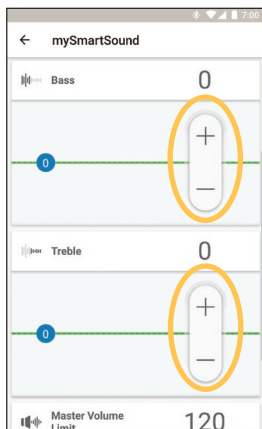 7:00
← mySmartSound
Bass 0
+
0
—
Treble 0
+
0
—
Master Volume 120
Limit